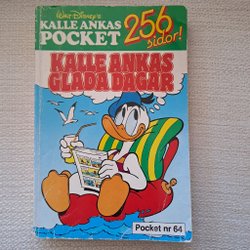 Walt Disney's
KALLE ANKAS
POCKET
256
sidor!
KALLE ANKAS
GLADA DAGAR
Pocket nr 64